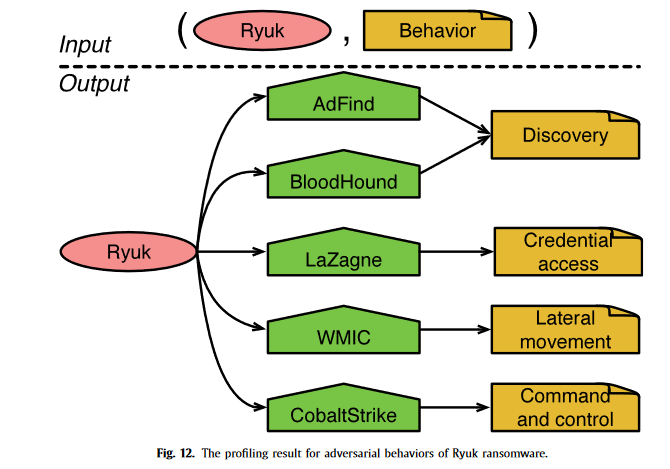 Input
( Ryuk , Behavior )
Output
AdFind
BloodHound
Discovery
Ryuk
LaZagne
Credential
access
WMIC
Lateral
movement
CobaltStrike
Command
and control
Fig. 12. The profiling result for adversarial behaviors of Ryuk ransomware.